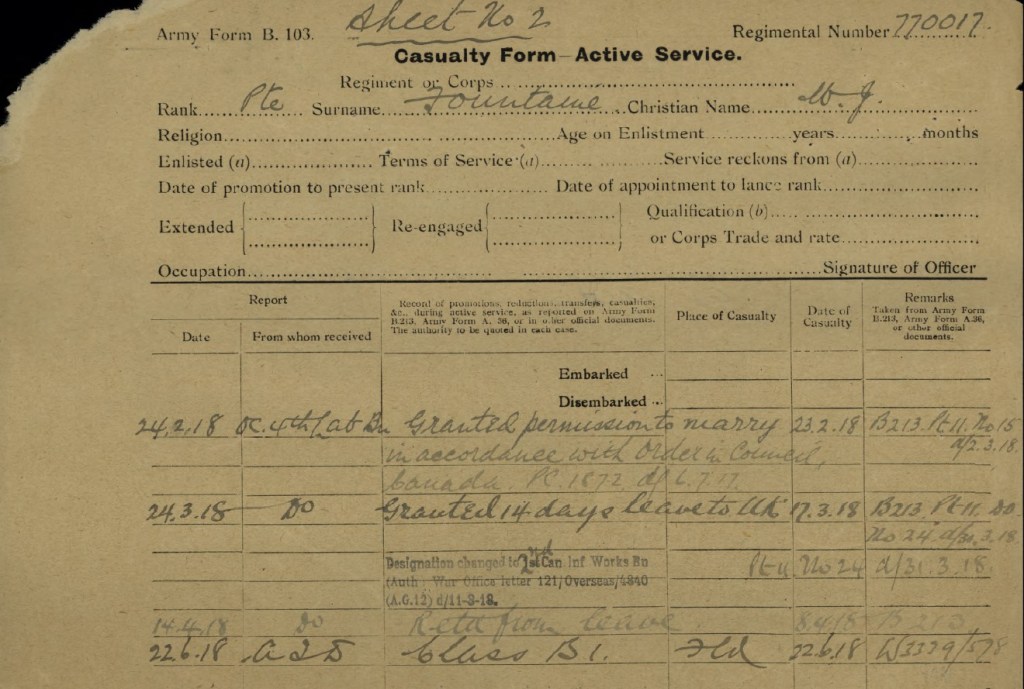 Sheet No 2
Army Form B. 103. Regimental Number 770017
Casualty Form—Active Service.
Regiment or Corps
Rank Pte Surname Fountaine Christian Name W. J.
Religion Age on Enlistment years months
Enlisted (a) Terms of Service (a) Service reckons from (a)
Date of promotion to present rank Date of appointment to lance rank
Extended Re-engaged Qualification (b)
or Corps Trade and rate
Occupation Signature of Officer
Report
Date From whom received
Record of promotions, reductions, transfers, casualties,
&c., during active service, as reported on Army Form
B.213, Army Form A. 36, or in other official documents.
The authority to be quoted in each case.
Place of Casualty
Date of
Casualty
Remarks
Taken from Army Form
B.213, Army Form A.36,
or other official
documents.
Embarked
Disembarked
24.2.18 OC. 4th Lab Bn Granted permission to marry 23.2.18 B213 Pt II. No 15
in accordance with Order in Council, d/2.3.18.
Canada. PC. 1872 d/ 6.7.17.
24.3.18 Do Granted 14 days leave to UK 17.3.18 B213 Pt II. DO
No 24 d/31.3.18.
Designation changed to 2nd Can Inf Works Bn
(Auth: War Office letter 121/Overseas/4840 Pt II No 24 d/31.3.18.
(A.G.12) d/11-3-18.
14.4.18 Do Retd from leave 8/4/18 B 213
22.6.18 Class B1. Fld 22.6.18 W3339/578